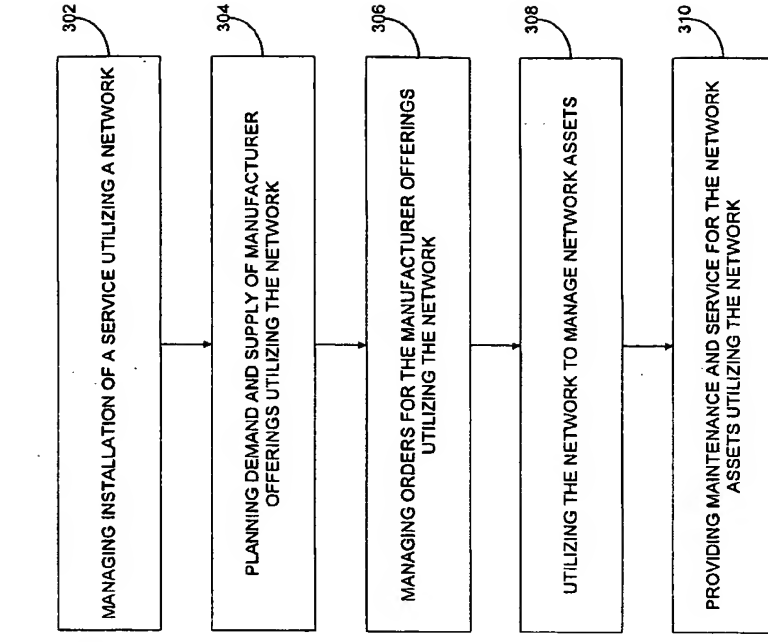 302
MANAGING INSTALLATION OF A SERVICE UTILIZING A NETWORK
304
PLANNING DEMAND AND SUPPLY OF MANUFACTURER
OFFERINGS UTILIZING THE NETWORK
306
MANAGING ORDERS FOR THE MANUFACTURER OFFERINGS
UTILIZING THE NETWORK
308
UTILIZING THE NETWORK TO MANAGE NETWORK ASSETS
310
PROVIDING MAINTENANCE AND SERVICE FOR THE NETWORK
ASSETS UTILIZING THE NETWORK